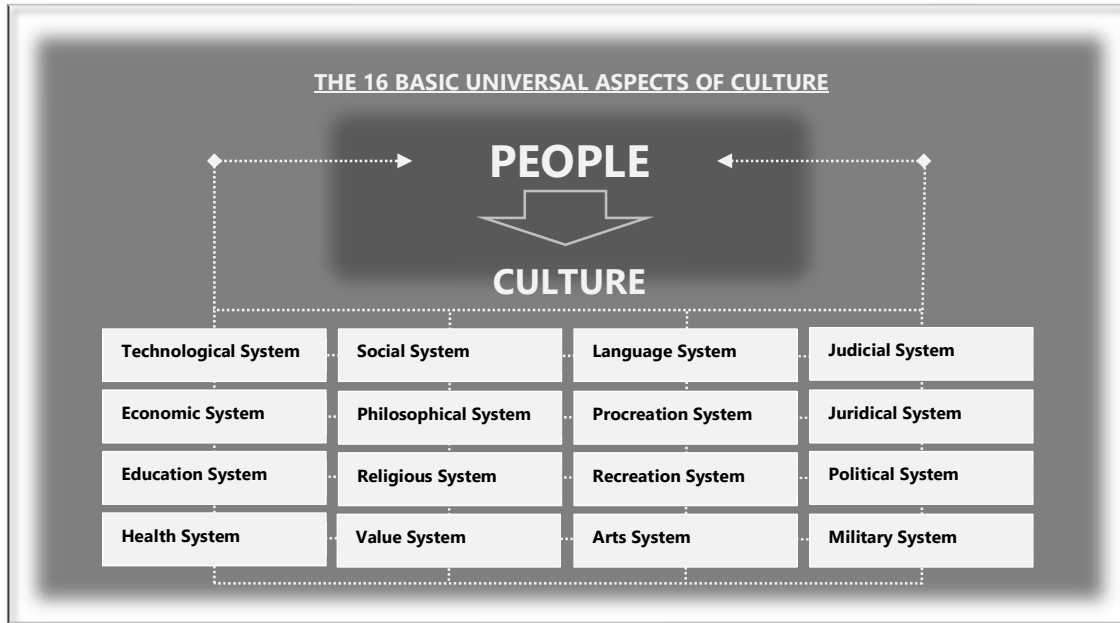 THE 16 BASIC UNIVERSAL ASPECTS OF CULTURE
PEOPLE
CULTURE
Technological System
Social System
Language System
Judicial System
Economic System
Philosophical System
Procreation System
Juridical System
Education System
Religious System
Recreation System
Political System
Health System
Value System
Arts System
Military System